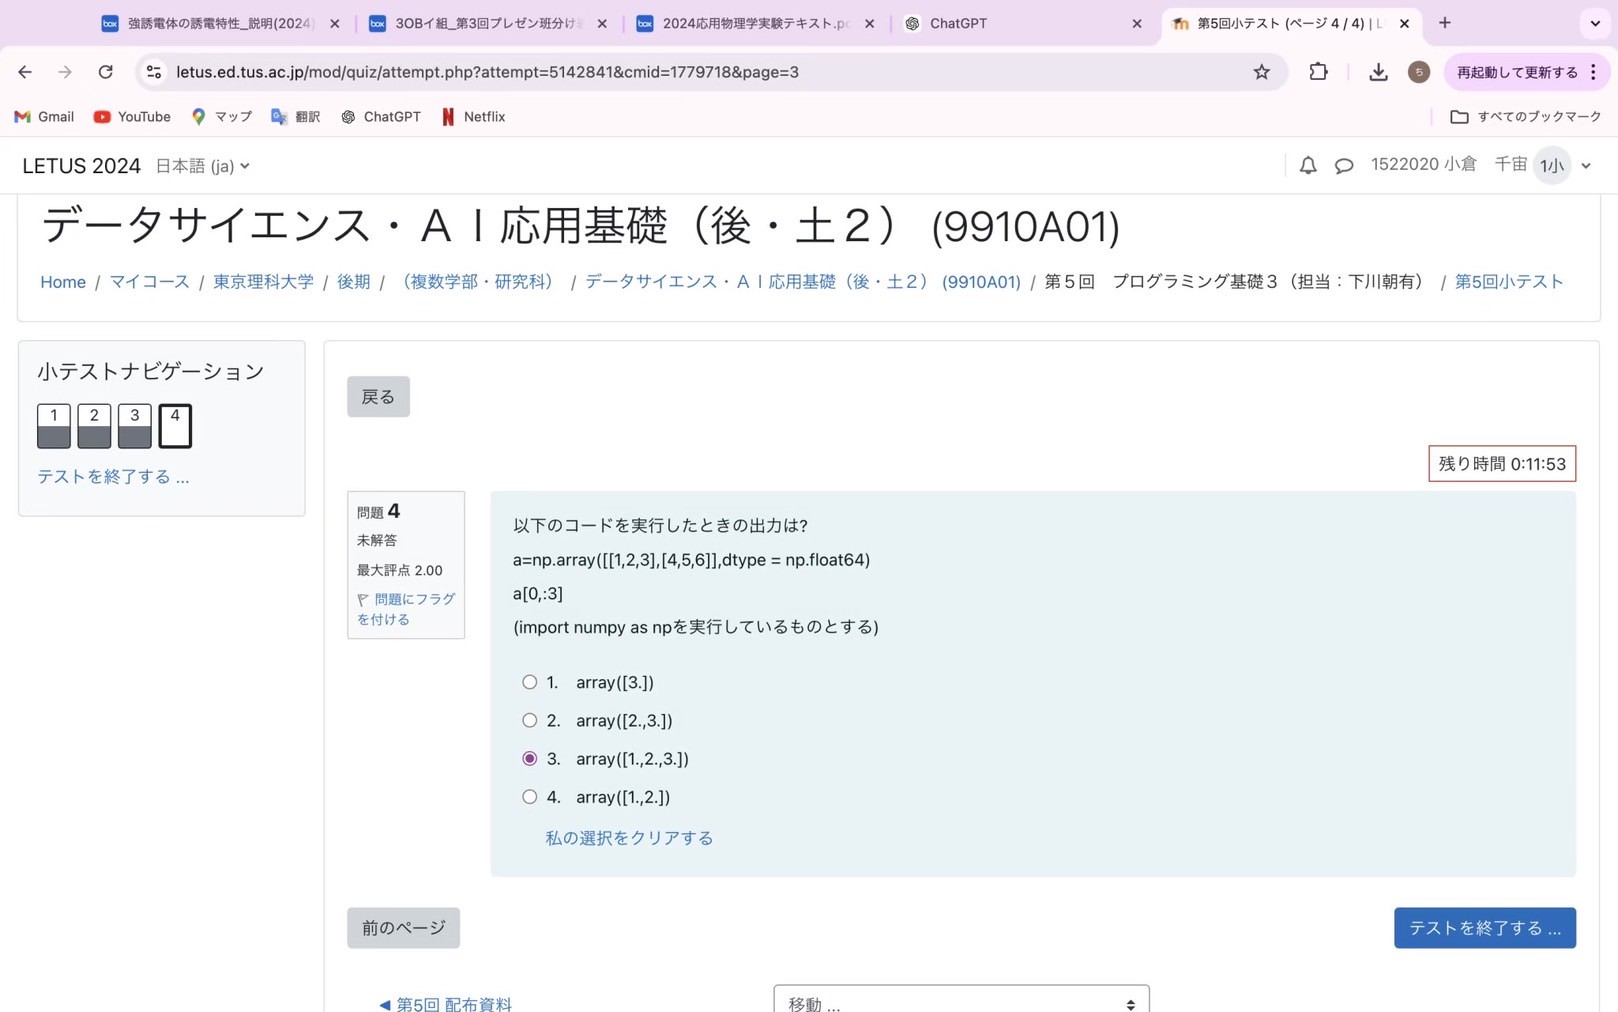 強誘電体の誘電特性_説明(2024)
3OBイ組_第3回プレゼン班分け
2024応用物理学実験テキスト.p
ChatGPT
第5回小テスト (ページ 4 / 4) | L
letus.ed.tus.ac.jp/mod/quiz/attempt.php?attempt=5142841&cmid=1779718&page=3
ち
再起動して更新する
Gmail
YouTube
マップ
翻訳
ChatGPT
Netflix
すべてのブックマーク
LETUS 2024
日本語 (ja)
1522020 小倉 千宙
1小
データサイエンス・ＡＩ応用基礎（後・土２） (9910A01)
Home / マイコース / 東京理科大学 / 後期 / （複数学部・研究科） / データサイエンス・ＡＩ応用基礎（後・土２） (9910A01) / 第５回 プログラミング基礎３（担当：下川朝有） / 第5回小テスト
小テストナビゲーション
1 2 3 4
テストを終了する ...
戻る
残り時間 0:11:53
問題 4
未解答
最大評点 2.00
問題にフラグ
を付ける
以下のコードを実行したときの出力は?
a=np.array([[1,2,3],[4,5,6]],dtype = np.float64)
a[0,:3]
(import numpy as npを実行しているものとする)
1. array([3.])
2. array([2.,3.])
3. array([1.,2.,3.])
4. array([1.,2.])
私の選択をクリアする
前のページ
テストを終了する ...
◀ 第5回 配布資料
移動 ...